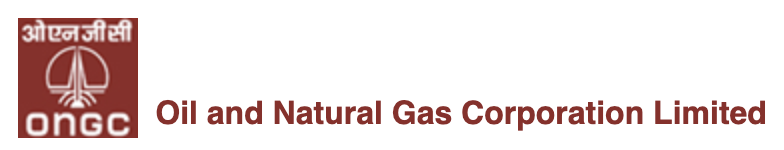 ओएनजीसी
ONGC
Oil and Natural Gas Corporation Limited